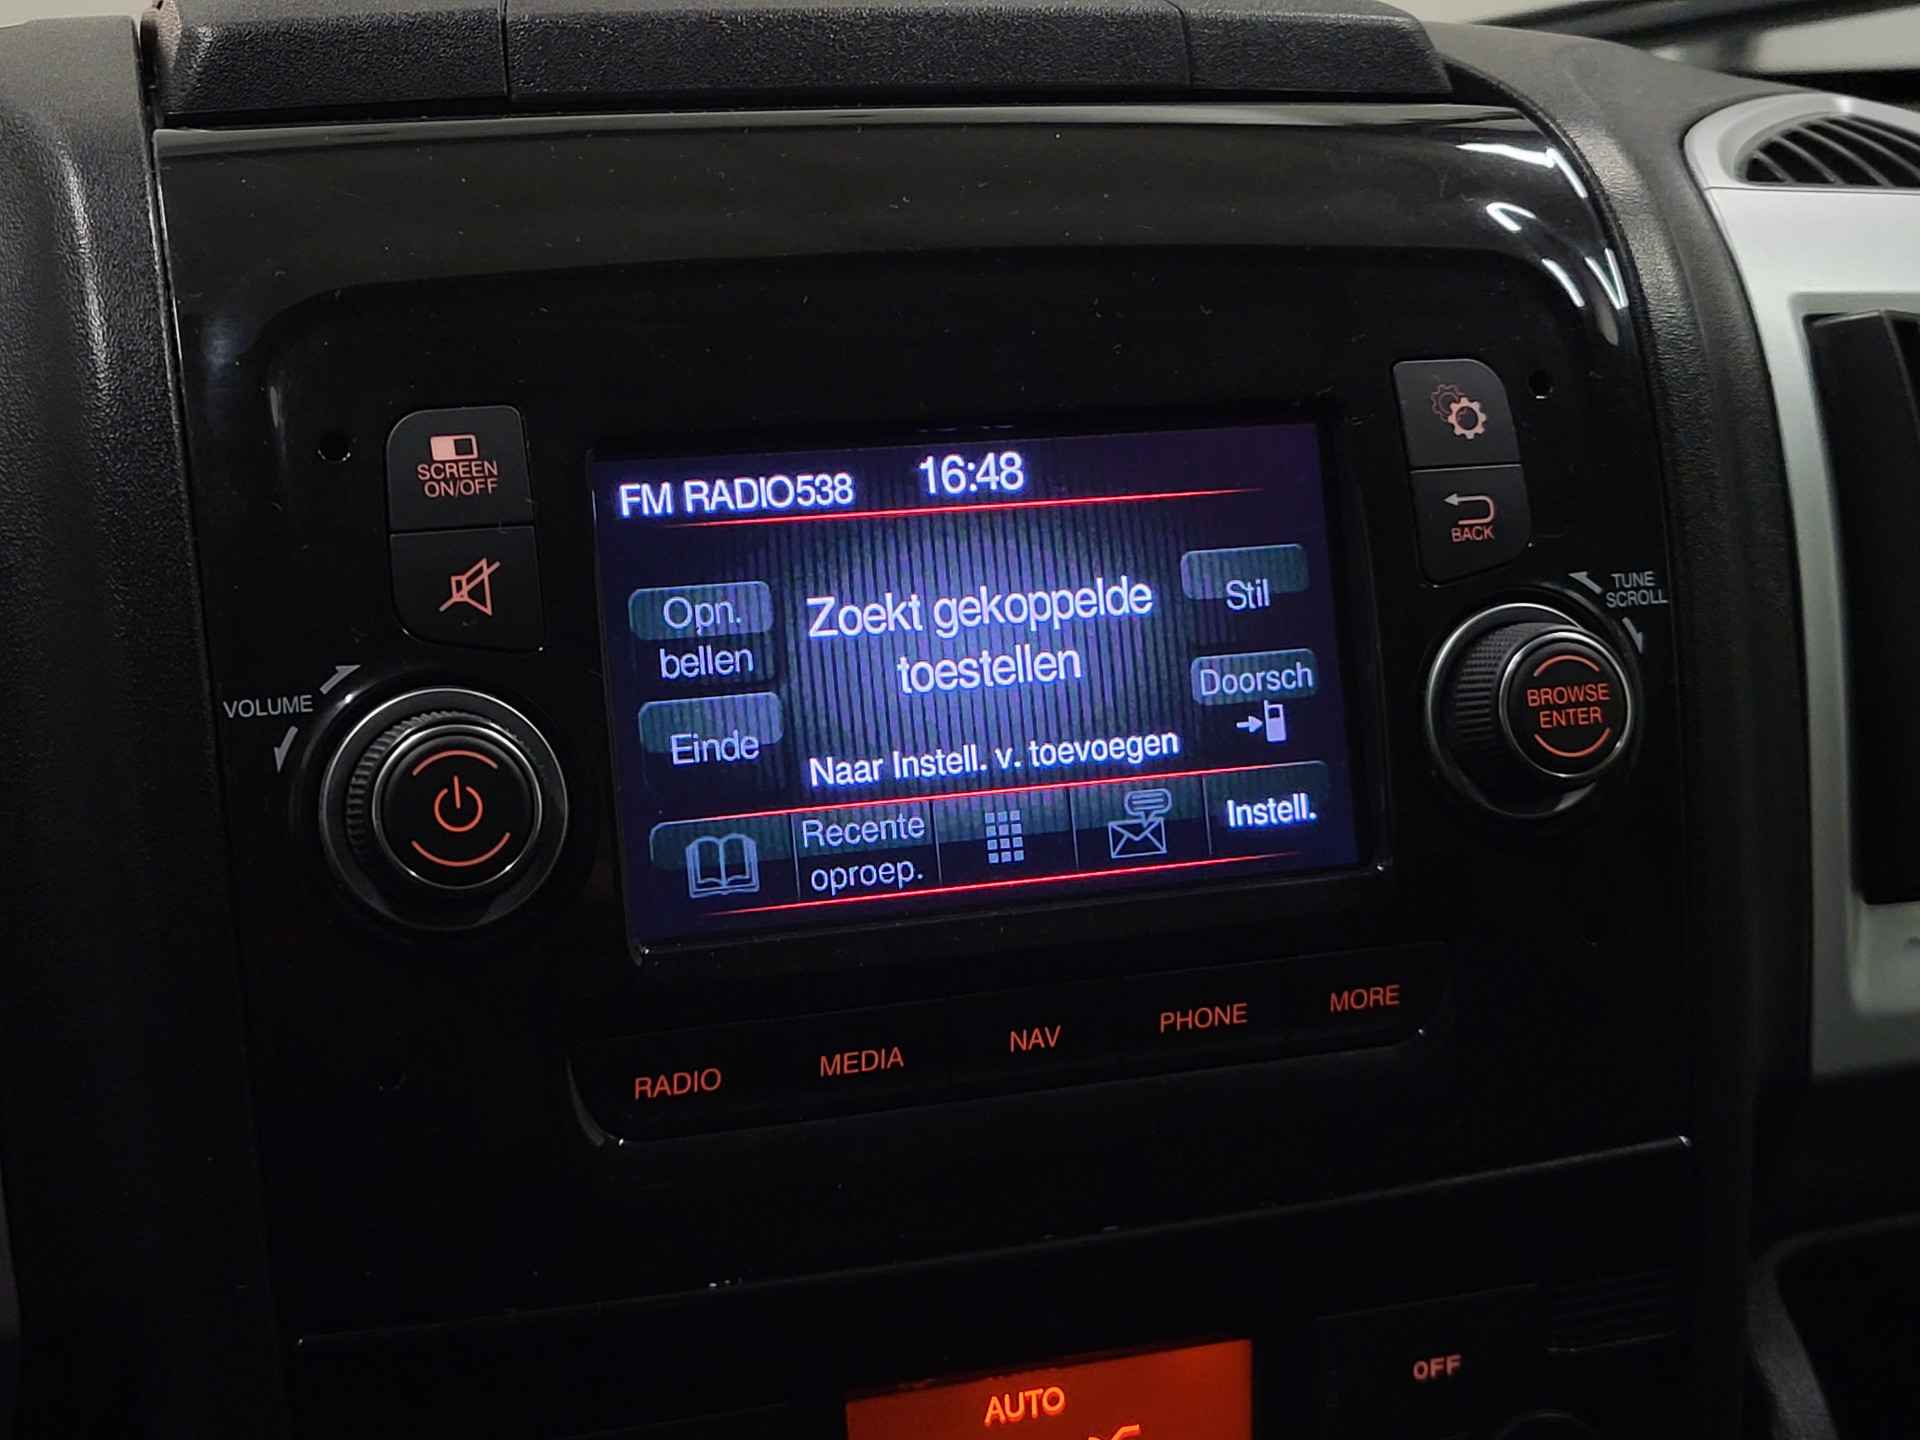 SCREEN
ON/OFF
VOLUME
FM RADIO538
16:48
Opn.
bellen
Einde
Zoekt gekoppelde
toestellen
Naar Instell. v. toevoegen
Stil
Doorsch
Recente
oproep.
Instell.
BACK
TUNE
SCROLL
BROWSE
ENTER
RADIO
MEDIA
NAV
PHONE
MORE
AUTO
OFF